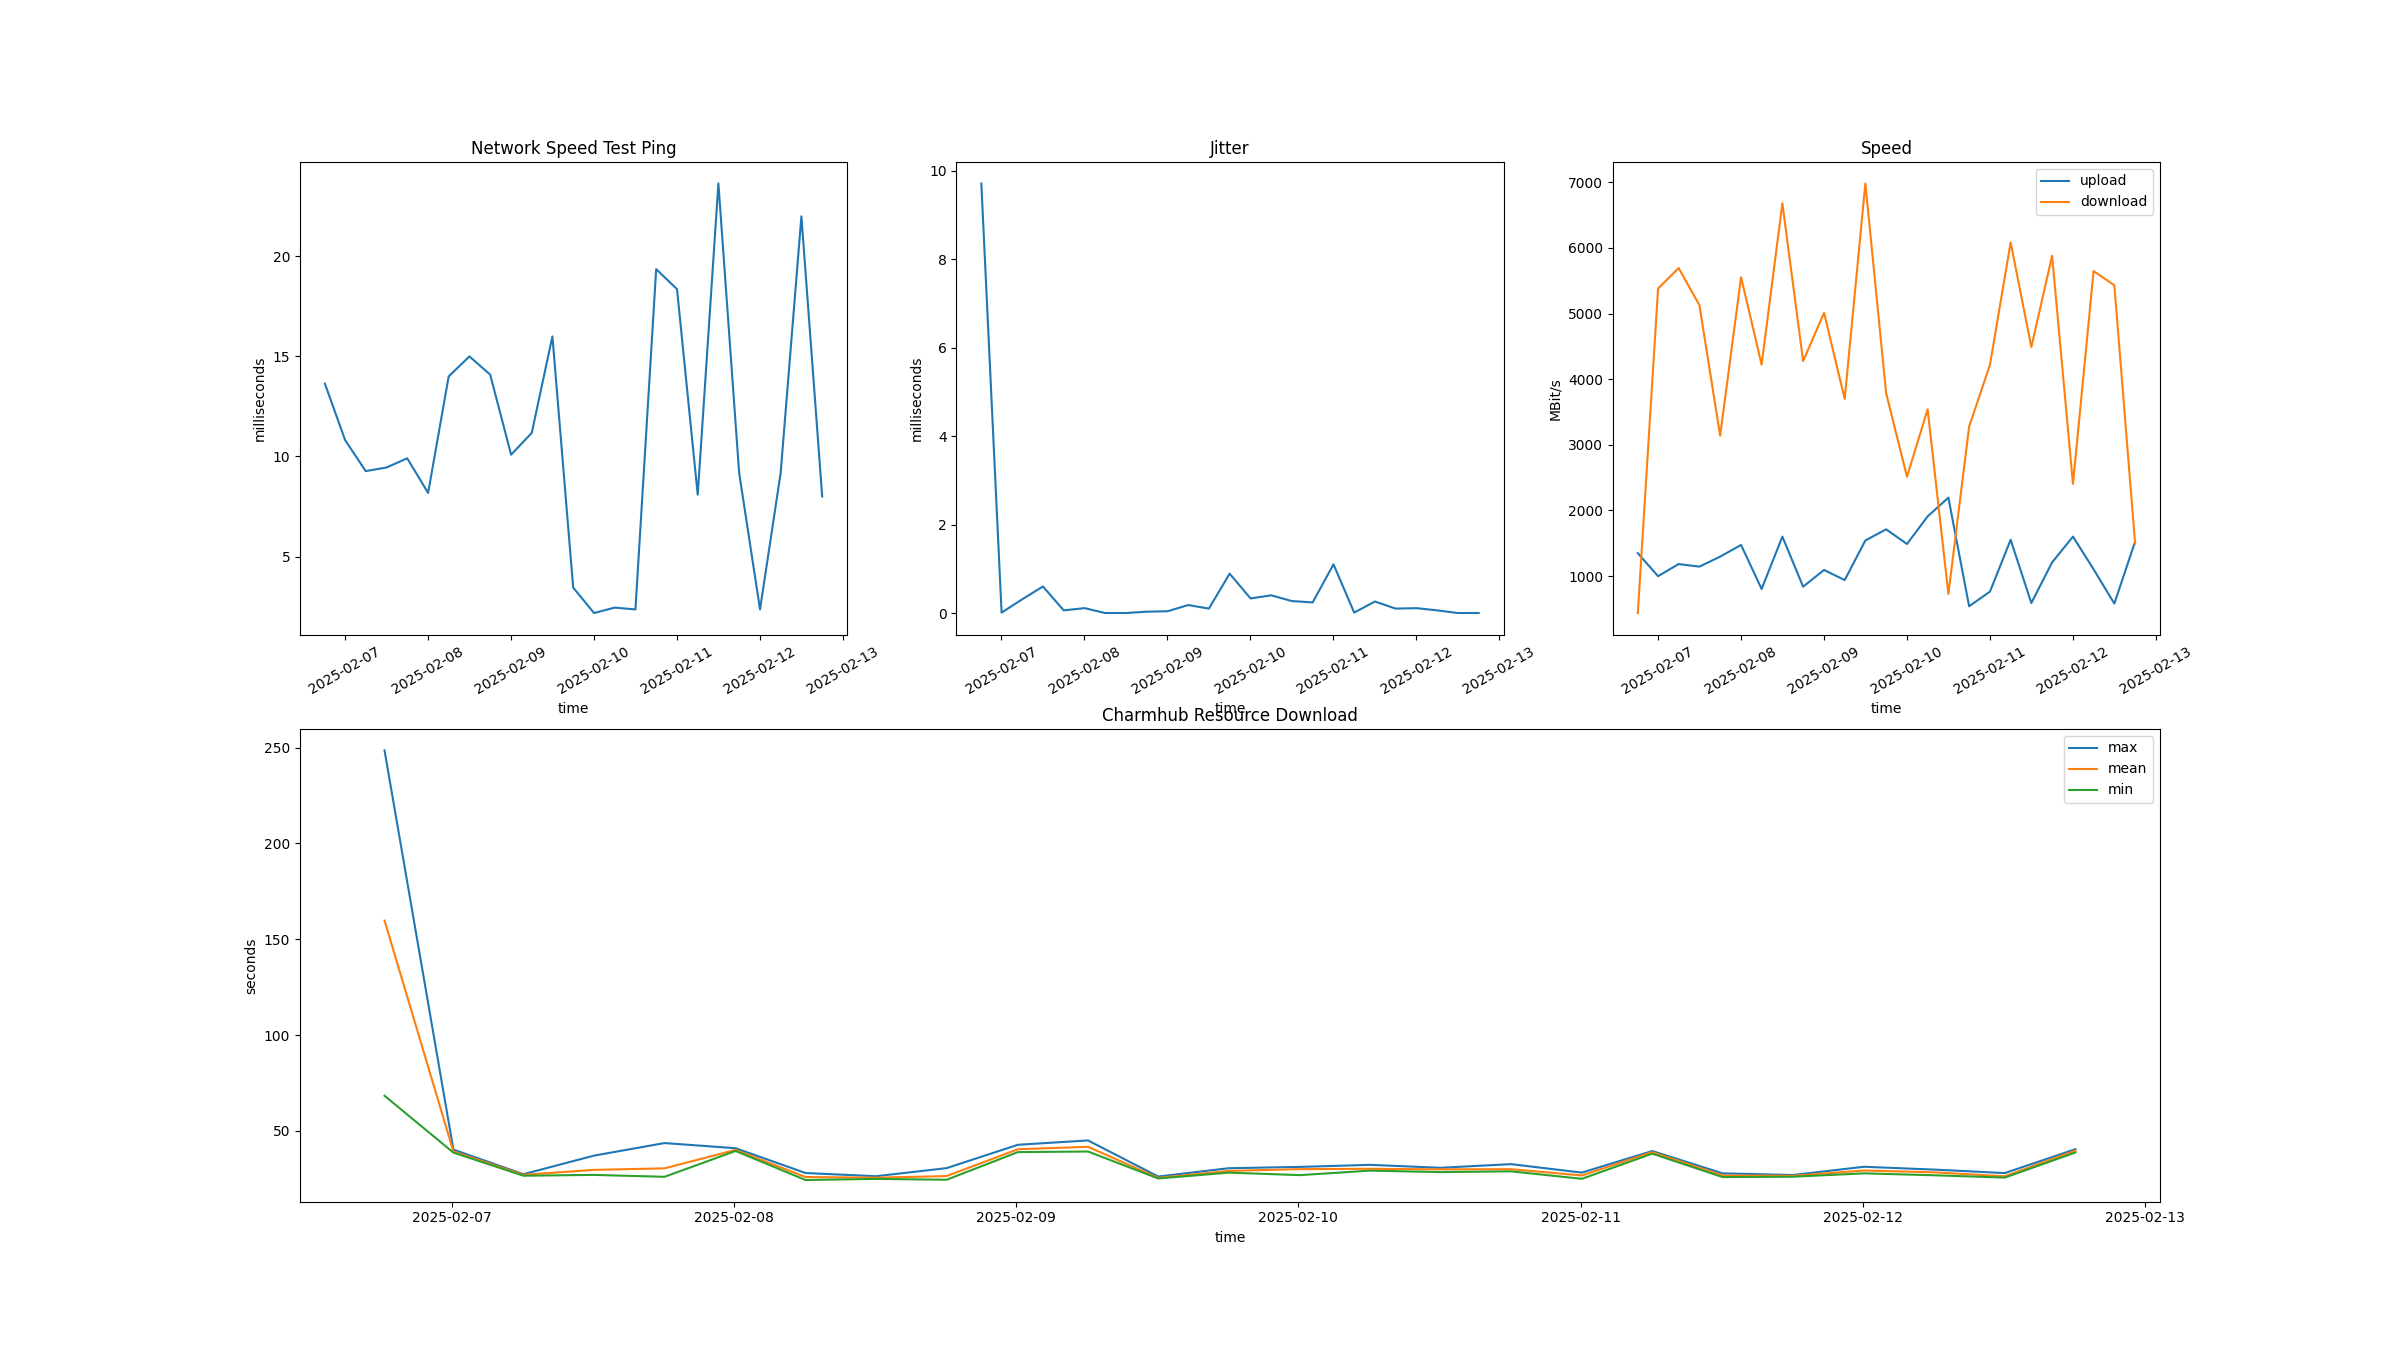 Network Speed Test Ping
milliseconds
20
15
10
5
2025-02-07
2025-02-08
2025-02-09
2025-02-10
2025-02-11
2025-02-12
2025-02-13
time
Jitter
milliseconds
10
8
6
4
2
0
2025-02-07
2025-02-08
2025-02-09
2025-02-10
2025-02-11
2025-02-12
2025-02-13
time
Speed
MBit/s
7000
6000
5000
4000
3000
2000
1000
upload
download
2025-02-07
2025-02-08
2025-02-09
2025-02-10
2025-02-11
2025-02-12
2025-02-13
time
Charmhub Resource Download
seconds
250
200
150
100
50
max
mean
min
2025-02-07
2025-02-08
2025-02-09
2025-02-10
2025-02-11
2025-02-12
2025-02-13
time